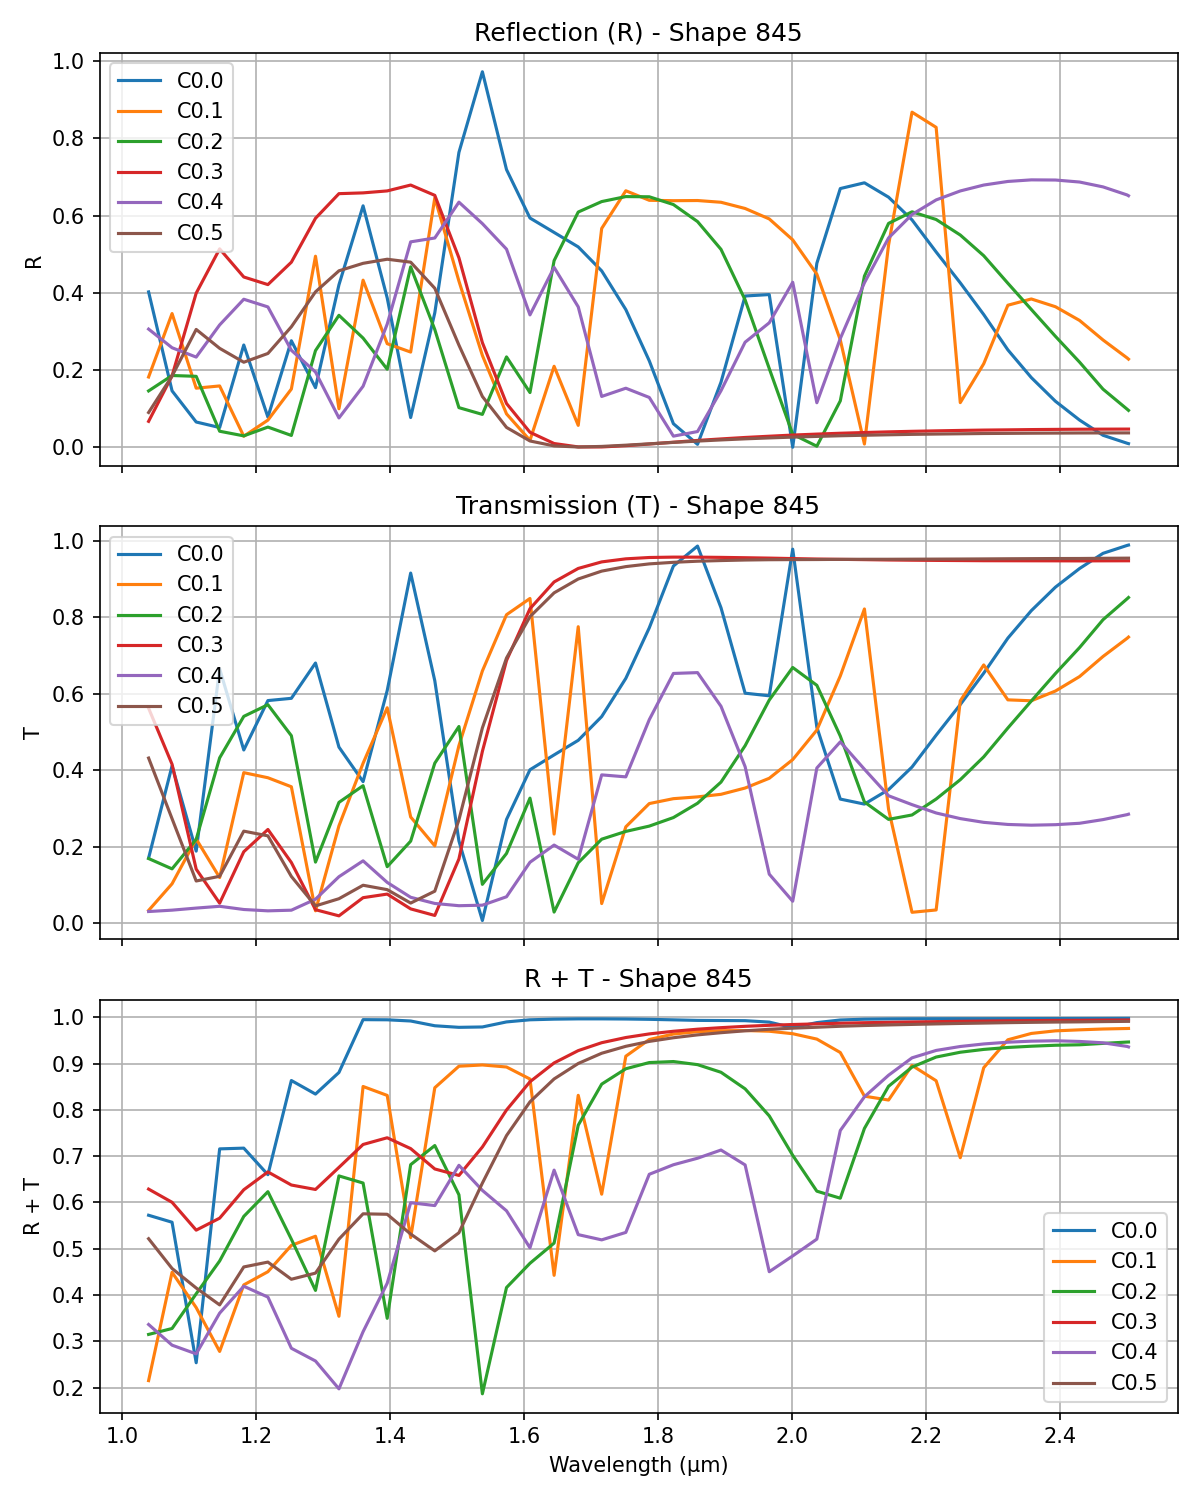 Reflection (R) - Shape 845
1.0
0.8
0.6
0.4
0.2
0.0
R
C0.0
C0.1
C0.2
C0.3
C0.4
C0.5
Transmission (T) - Shape 845
1.0
0.8
0.6
0.4
0.2
0.0
T
C0.0
C0.1
C0.2
C0.3
C0.4
C0.5
R + T - Shape 845
1.0
0.9
0.8
0.7
0.6
0.5
0.4
0.3
0.2
R + T
C0.0
C0.1
C0.2
C0.3
C0.4
C0.5
1.0 1.2 1.4 1.6 1.8 2.0 2.2 2.4
Wavelength (μm)